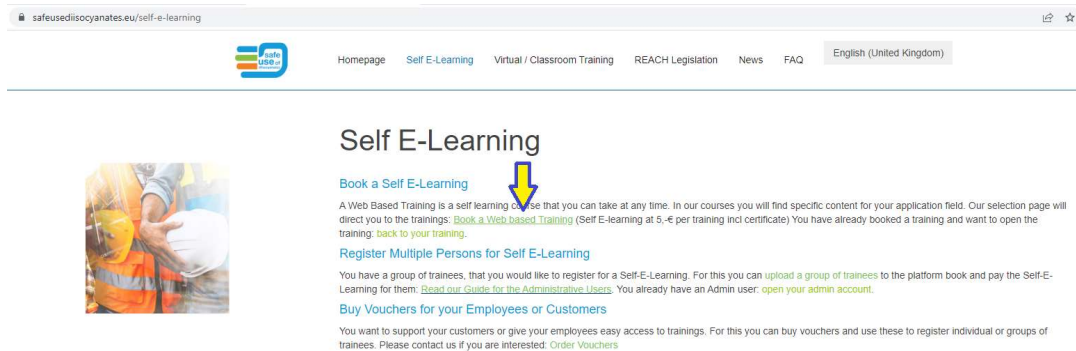 safeusediisocyanates.eu/self-e-learning
safe
use of
Homepage Self E-Learning Virtual / Classroom Training REACH Legislation News FAQ English (United Kingdom)
Self E-Learning
Book a Self E-Learning
A Web Based Training is a self learning course that you can take at any time. In our courses you will find specific content for your application field. Our selection page will
direct you to the trainings: Book a Web based Training (Self E-learning at 5,-€ per training incl certificate) You have already booked a training and want to open the
training: back to your training.
Register Multiple Persons for Self E-Learning
You have a group of trainees, that you would like to register for a Self-E-Learning. For this you can upload a group of trainees to the platform book and pay the Self-E-
Learning for them: Read our Guide for the Administrative Users. You already have an Admin user: open your admin account.
Buy Vouchers for your Employees or Customers
You want to support your customers or give your employees easy access to trainings. For this you can buy vouchers and use these to register individual or groups of
trainees. Please contact us if you are interested: Order Vouchers